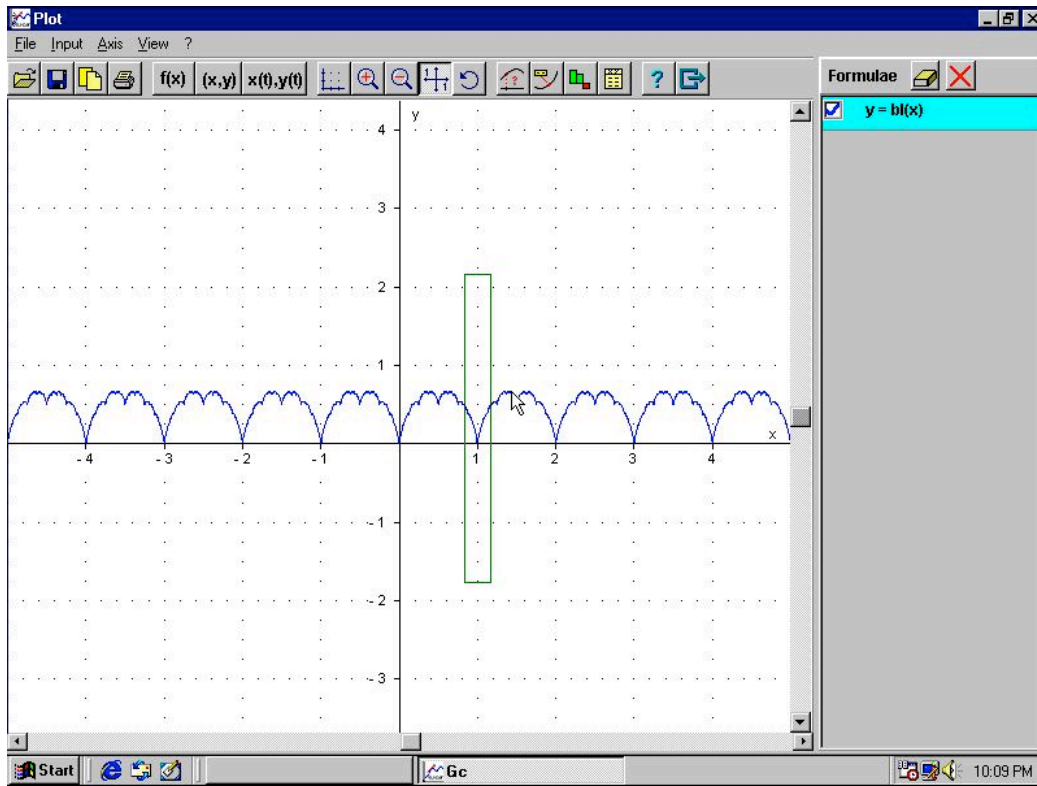 Plot
File Input Axis View ?
f(x) (x,y) x(t),y(t) ? Formulae
y = bl(x)
y
4
3
2
1
x
- 4 - 3 - 2 - 1 1 2 3 4
- 1
- 2
- 3
Start Gc 10:09 PM